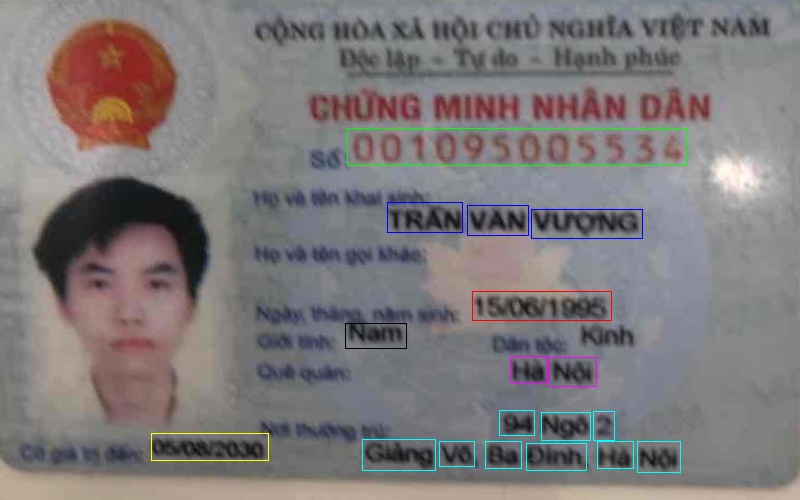 CỘNG HÒA XÃ HỘI CHỦ NGHĨA VIỆT NAM
Độc lập - Tự do - Hạnh phúc
CHỨNG MINH NHÂN DÂN
Số: 001095005534
Họ và tên khai sinh:
TRẦN VĂN VƯỢNG
Họ và tên gọi khác:
Ngày, tháng, năm sinh: 15/06/1995
Giới tính: Nam Dân tộc: Kinh
Quê quán: Hà Nội
Nơi thường trú: 94 Ngõ 2
Giảng Võ, Ba Đình, Hà Nội
Có giá trị đến: 05/08/2030